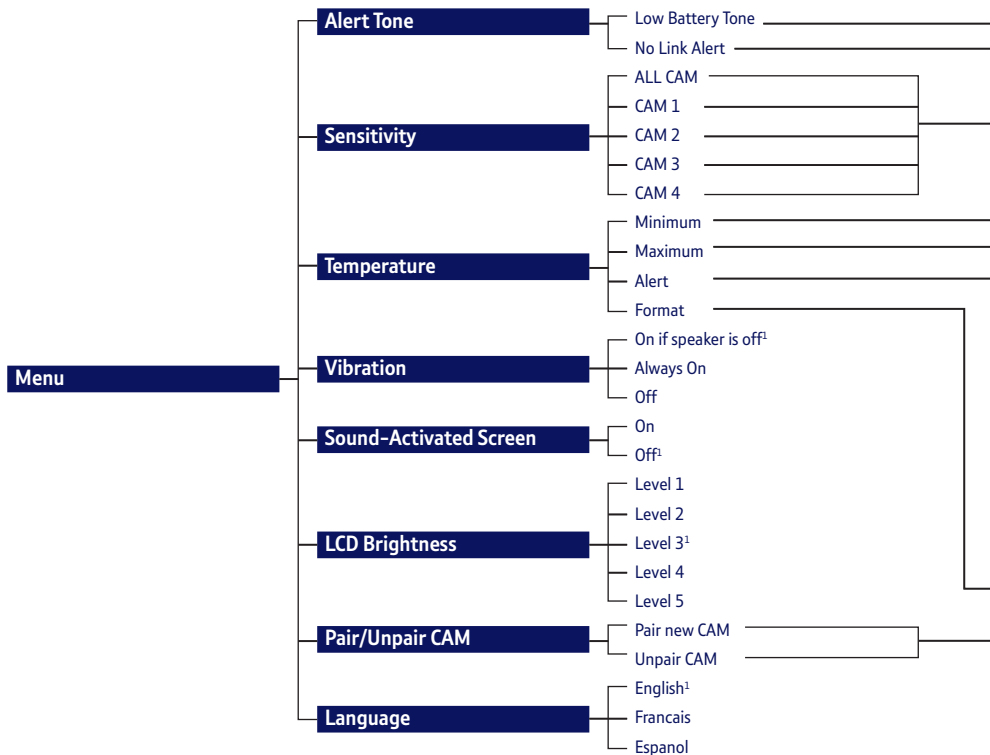 Menu
Alert Tone
Low Battery Tone
No Link Alert
Sensitivity
ALL CAM
CAM 1
CAM 2
CAM 3
CAM 4
Temperature
Minimum
Maximum
Alert
Format
Vibration
On if speaker is off¹
Always On
Off
Sound-Activated Screen
On
Off¹
LCD Brightness
Level 1
Level 2
Level 3¹
Level 4
Level 5
Pair/Unpair CAM
Pair new CAM
Unpair CAM
Language
English¹
Francais
Espanol